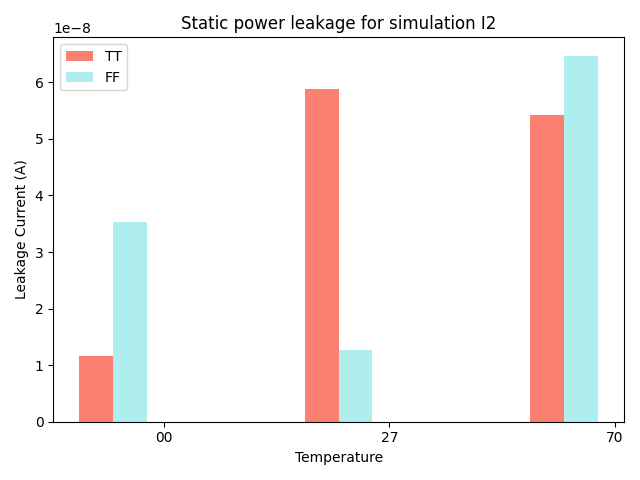 Static power leakage for simulation I2
1e−8
TT
FF
6
5
4
3
2
1
0
Leakage Current (A)
00 27 70
Temperature